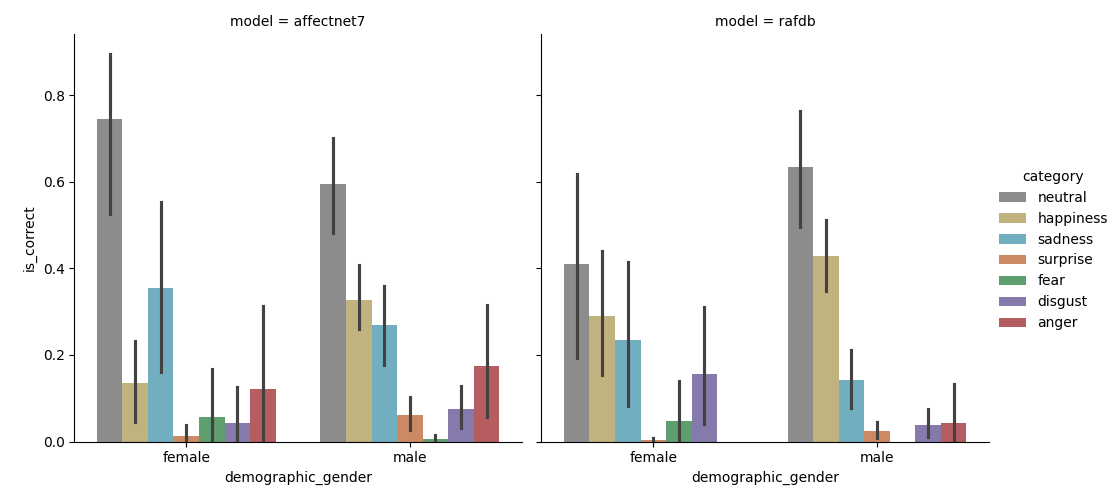 model = affectnet7
model = rafdb
is_correct
0.8
0.6
0.4
0.2
0.0
female
male
female
male
demographic_gender
demographic_gender
category
neutral
happiness
sadness
surprise
fear
disgust
anger